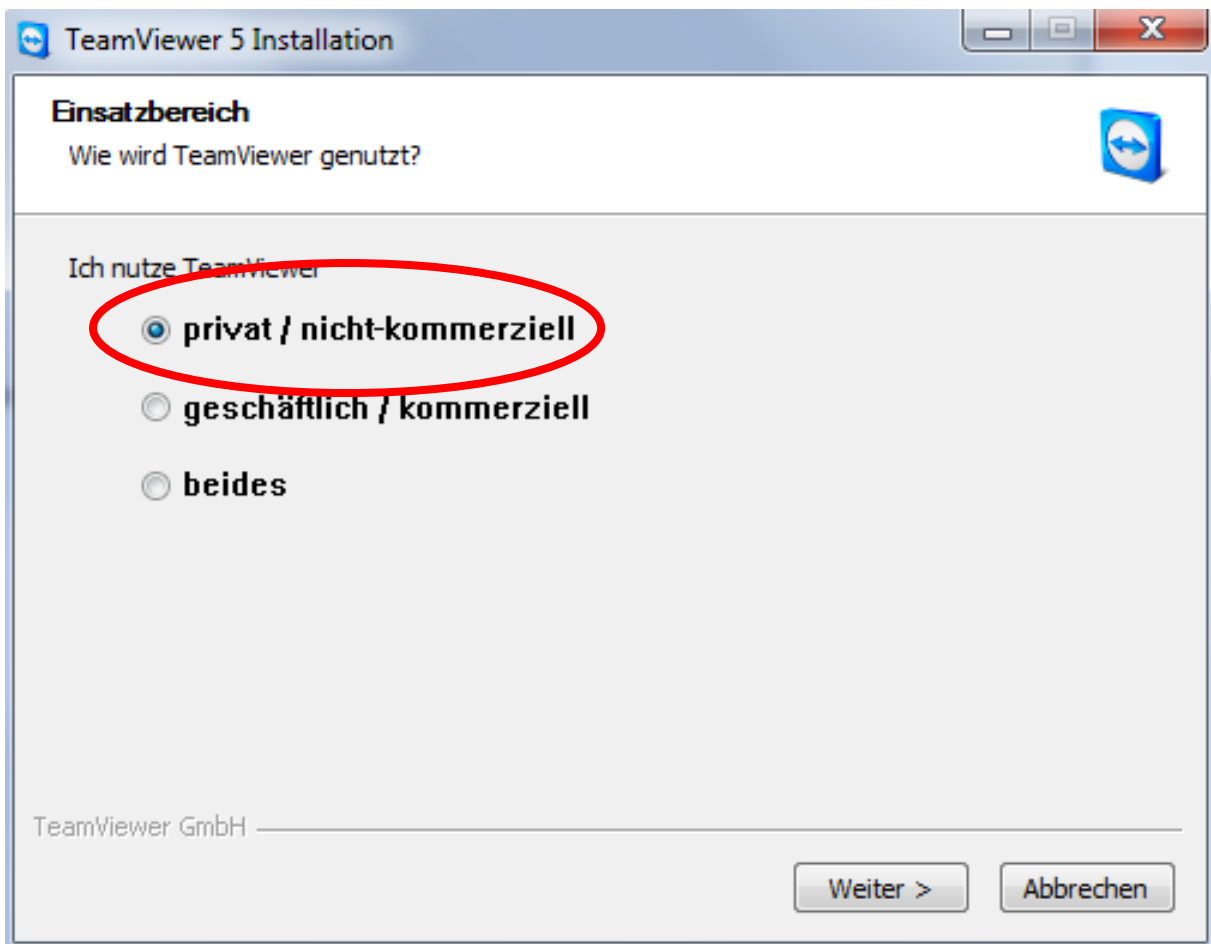 TeamViewer 5 Installation
Einsatzbereich
Wie wird TeamViewer genutzt?
Ich nutze TeamViewer
privat / nicht-kommerziell
geschäftlich / kommerziell
beides
TeamViewer GmbH
Weiter >
Abbrechen